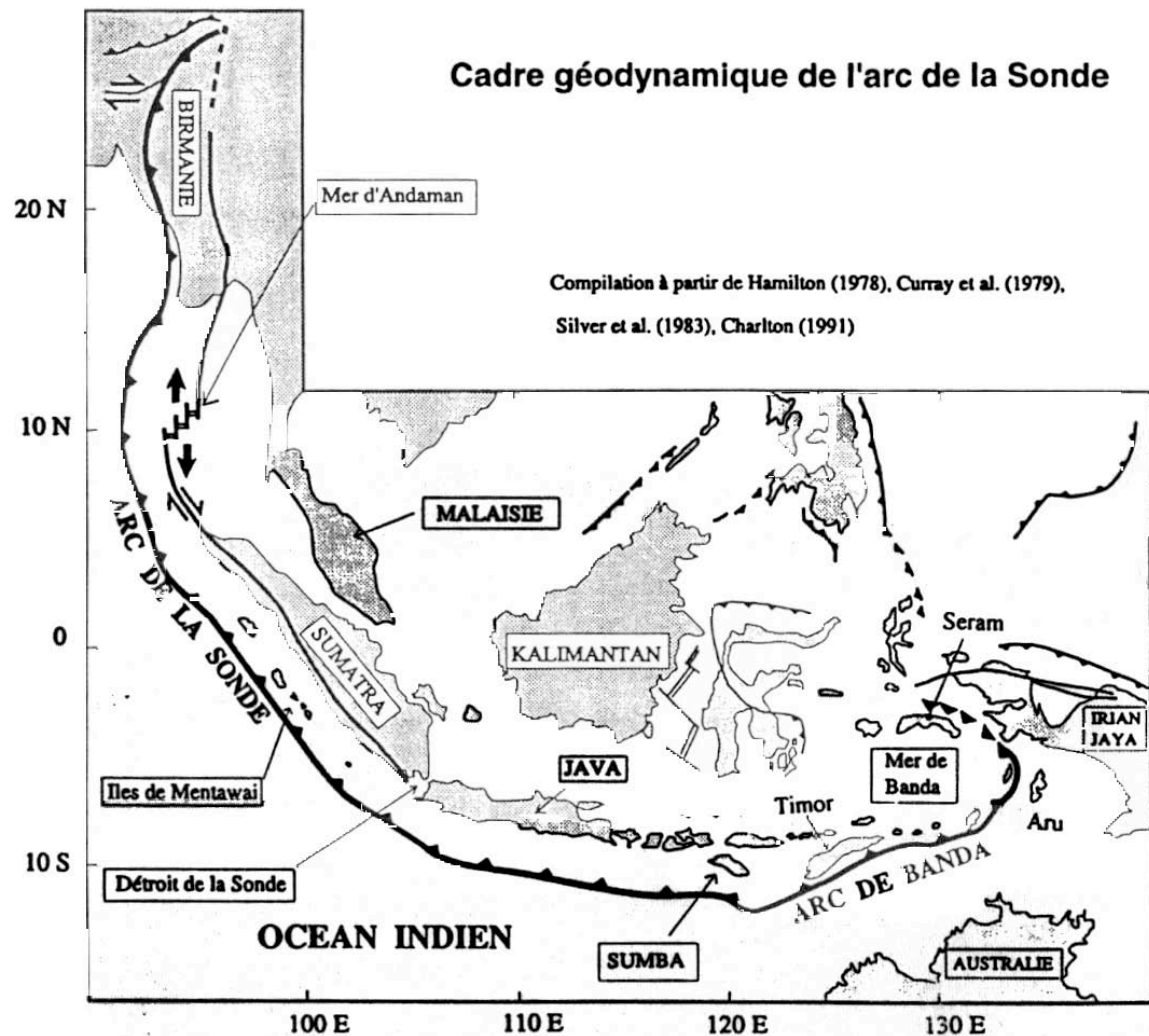 Cadre géodynamique de l'arc de la Sonde
BIRMANIE
Mer d'Andaman
20 N
Compilation à partir de Hamilton (1978), Curray et al. (1979),
Silver et al. (1983), Charlton (1991)
10 N
MALAISIE
ARC DE LA SONDE
0
SUMATRA
KALIMANTAN
Seram
IRIAN
JAYA
JAVA
Mer de
Banda
Iles de Mentawai
Timor
Aru
10 S
Détroit de la Sonde
ARC DE BANDA
OCEAN INDIEN
SUMBA
AUSTRALIE
100 E
110 E
120 E
130 E